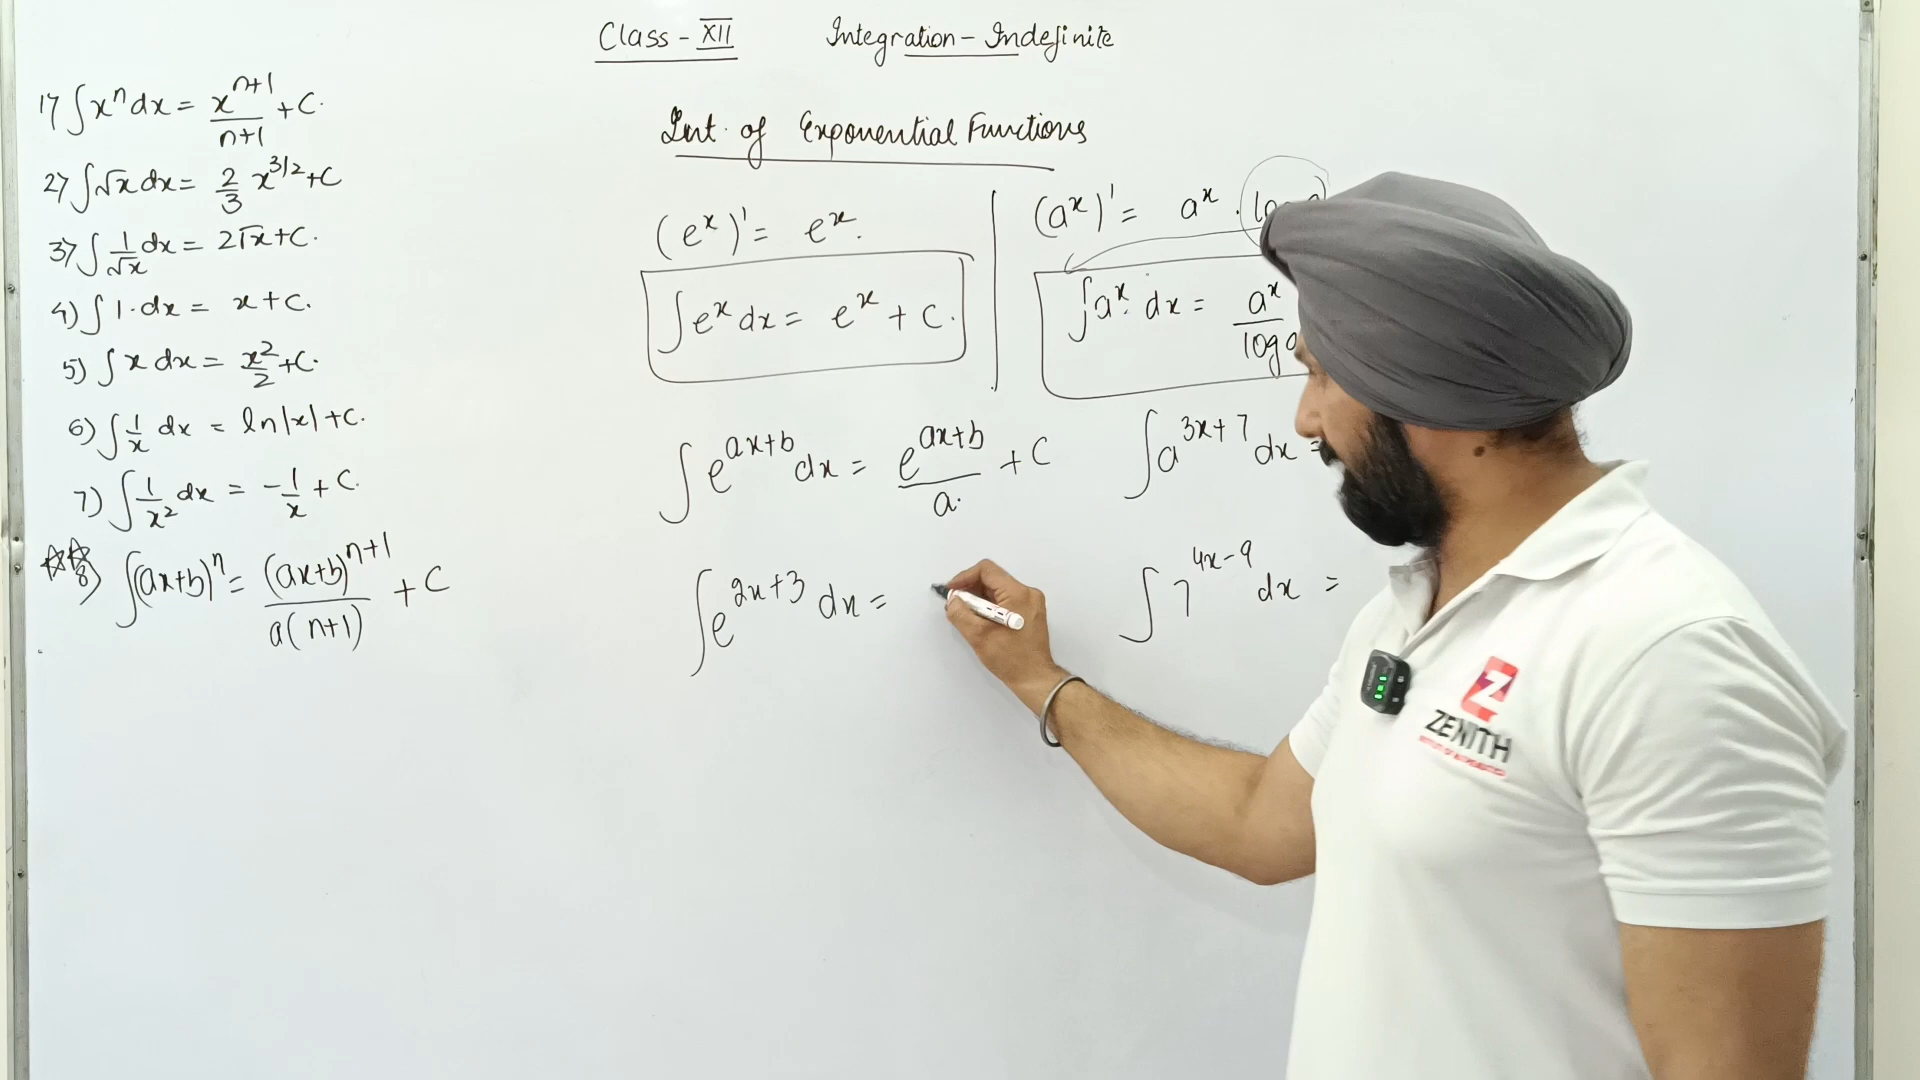 Class - XII Integration - Indefinite
1) ∫xⁿ dx = xⁿ⁺¹/n+1 + C.
2) ∫√x dx = 2/3 x^3/2 + C
3) ∫1/√x dx = 2√x + C.
4) ∫1·dx = x + C.
5) ∫x dx = x²/2 + C.
6) ∫1/x dx = ln|x| + C.
7) ∫1/x² dx = -1/x + C.
☆☆ 8) ∫(ax+b)ⁿ = (ax+b)ⁿ⁺¹/a(n+1) + C
Int. of Exponential Functions
(eˣ)' = eˣ.
∫eˣ dx = eˣ + C.
∫e^ax+b dx = e^ax+b/a. + C
∫e^2x+3 dx =
(aˣ)' = aˣ.
∫aˣ dx = aˣ/log a
∫a^3x+7 dx =
∫7^4x-9 dx =
Z
ZENITH